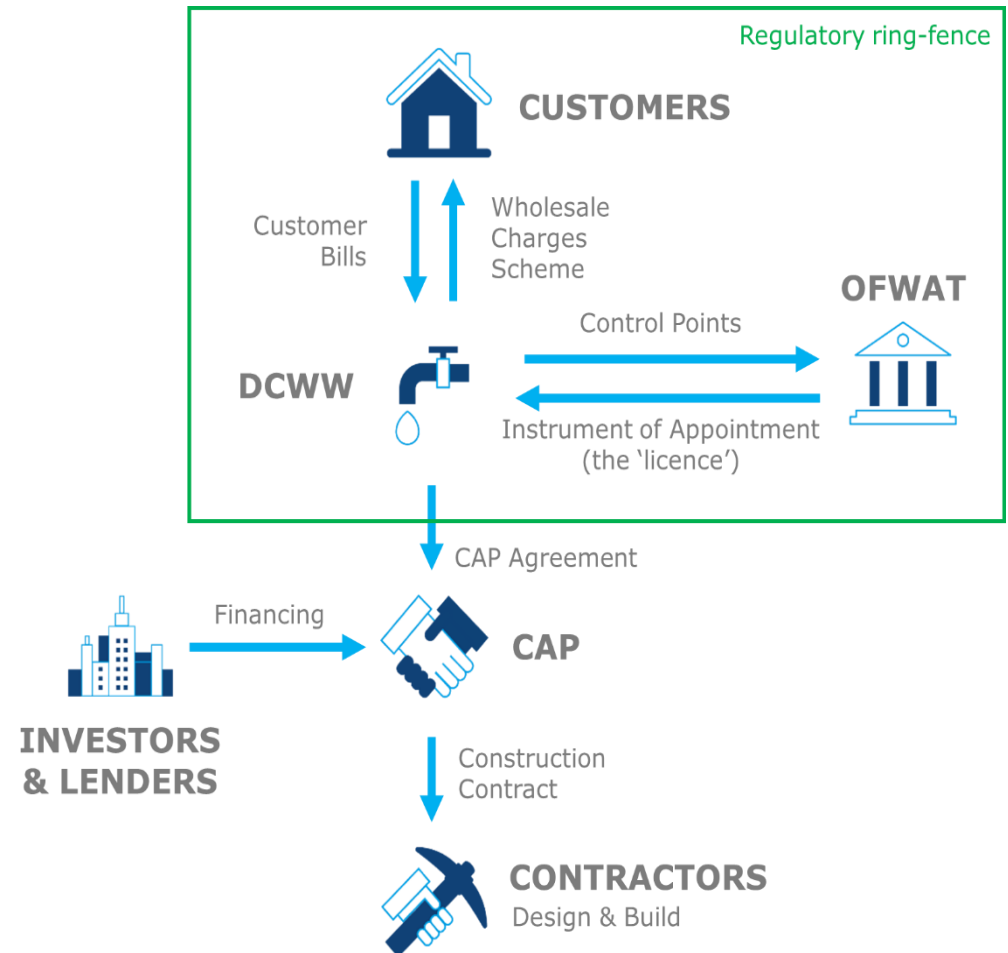 Regulatory ring-fence
CUSTOMERS
Customer
Bills
Wholesale
Charges
Scheme
OFWAT
Control Points
DCWW
Instrument of Appointment
(the ‘licence’)
CAP Agreement
Financing
CAP
INVESTORS
& LENDERS
Construction
Contract
CONTRACTORS
Design & Build